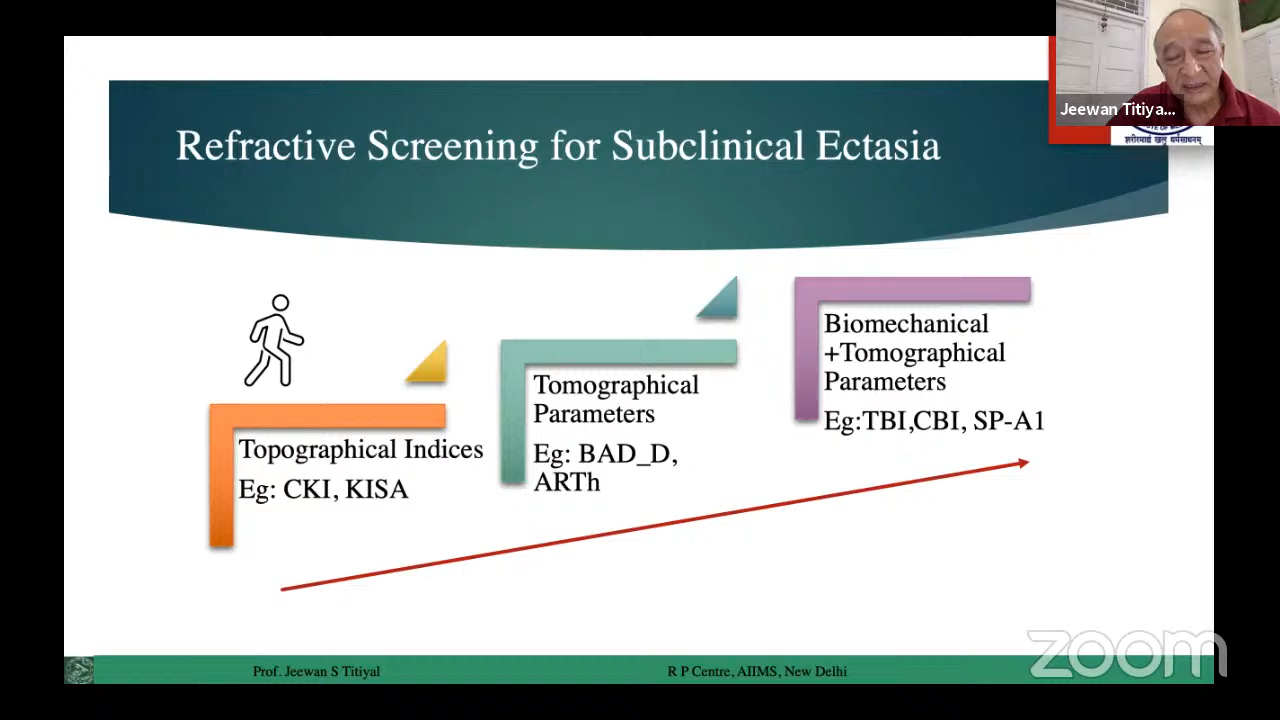 Jeewan Titiya...
Refractive Screening for Subclinical Ectasia
Topographical Indices
Eg: CKI, KISA
Tomographical
Parameters
Eg: BAD_D,
ARTh
Biomechanical
+Tomographical
Parameters
Eg:TBI,CBI, SP-A1
Prof. Jeewan S Titiyal
R P Centre, AIIMS, New Delhi
zoom